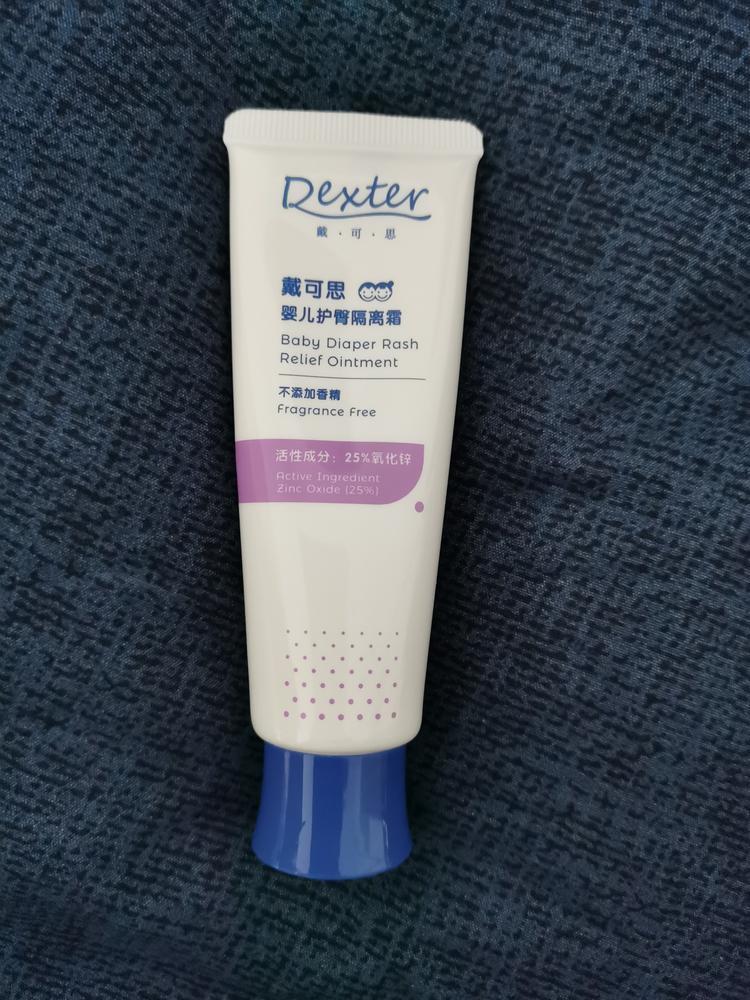 Dexter
戴·可·思
戴可思
婴儿护臀隔离霜
Baby Diaper Rash
Relief Ointment
不添加香精
Fragrance Free
活性成分：25%氧化锌
Active Ingredient
Zinc Oxide (25%)